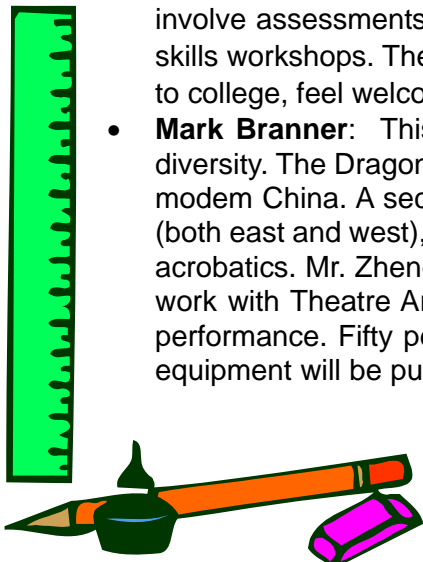 involve assessments
skills workshops. The
to college, feel welco
• Mark Branner: This
diversity. The Dragon
modem China. A sec
(both east and west),
acrobatics. Mr. Zhen
work with Theatre Ar
performance. Fifty pe
equipment will be pu